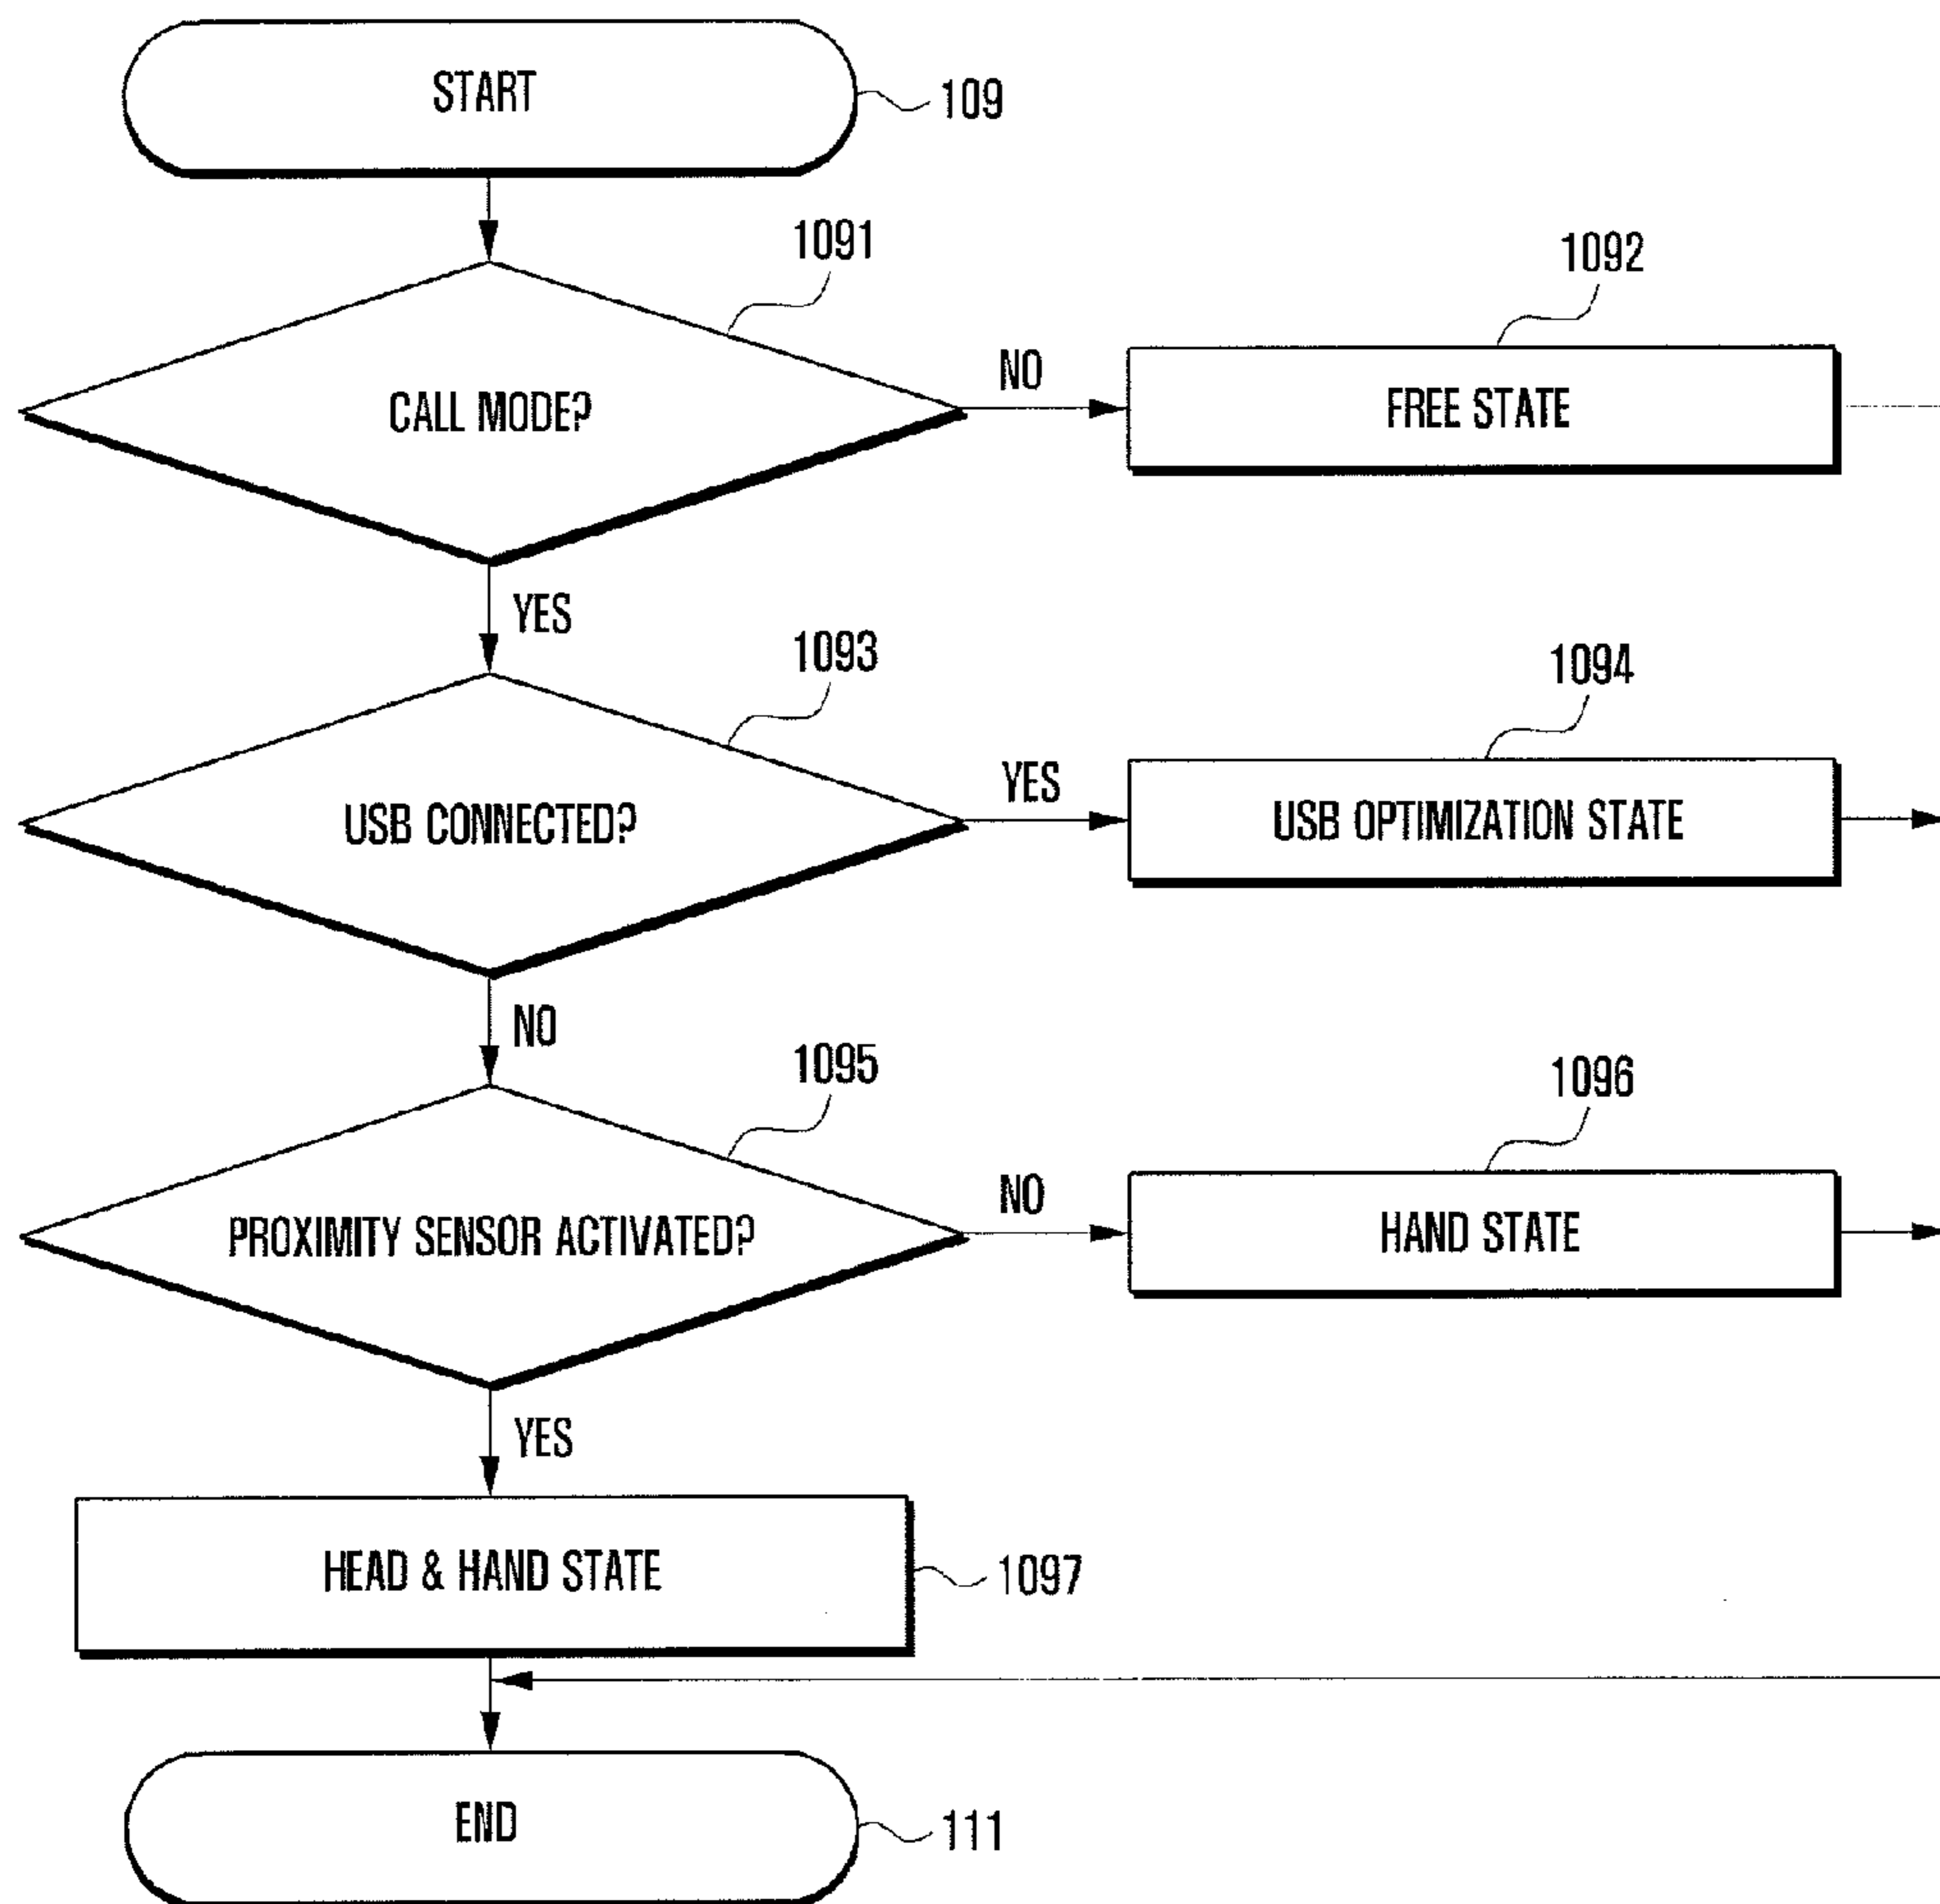 START
109
1091
1092
CALL MODE?
NO
FREE STATE
YES
1093
1094
USB CONNECTED?
YES
USB OPTIMIZATION STATE
NO
1095
1096
PROXIMITY SENSOR ACTIVATED?
NO
HAND STATE
YES
HEAD & HAND STATE
1097
END
111